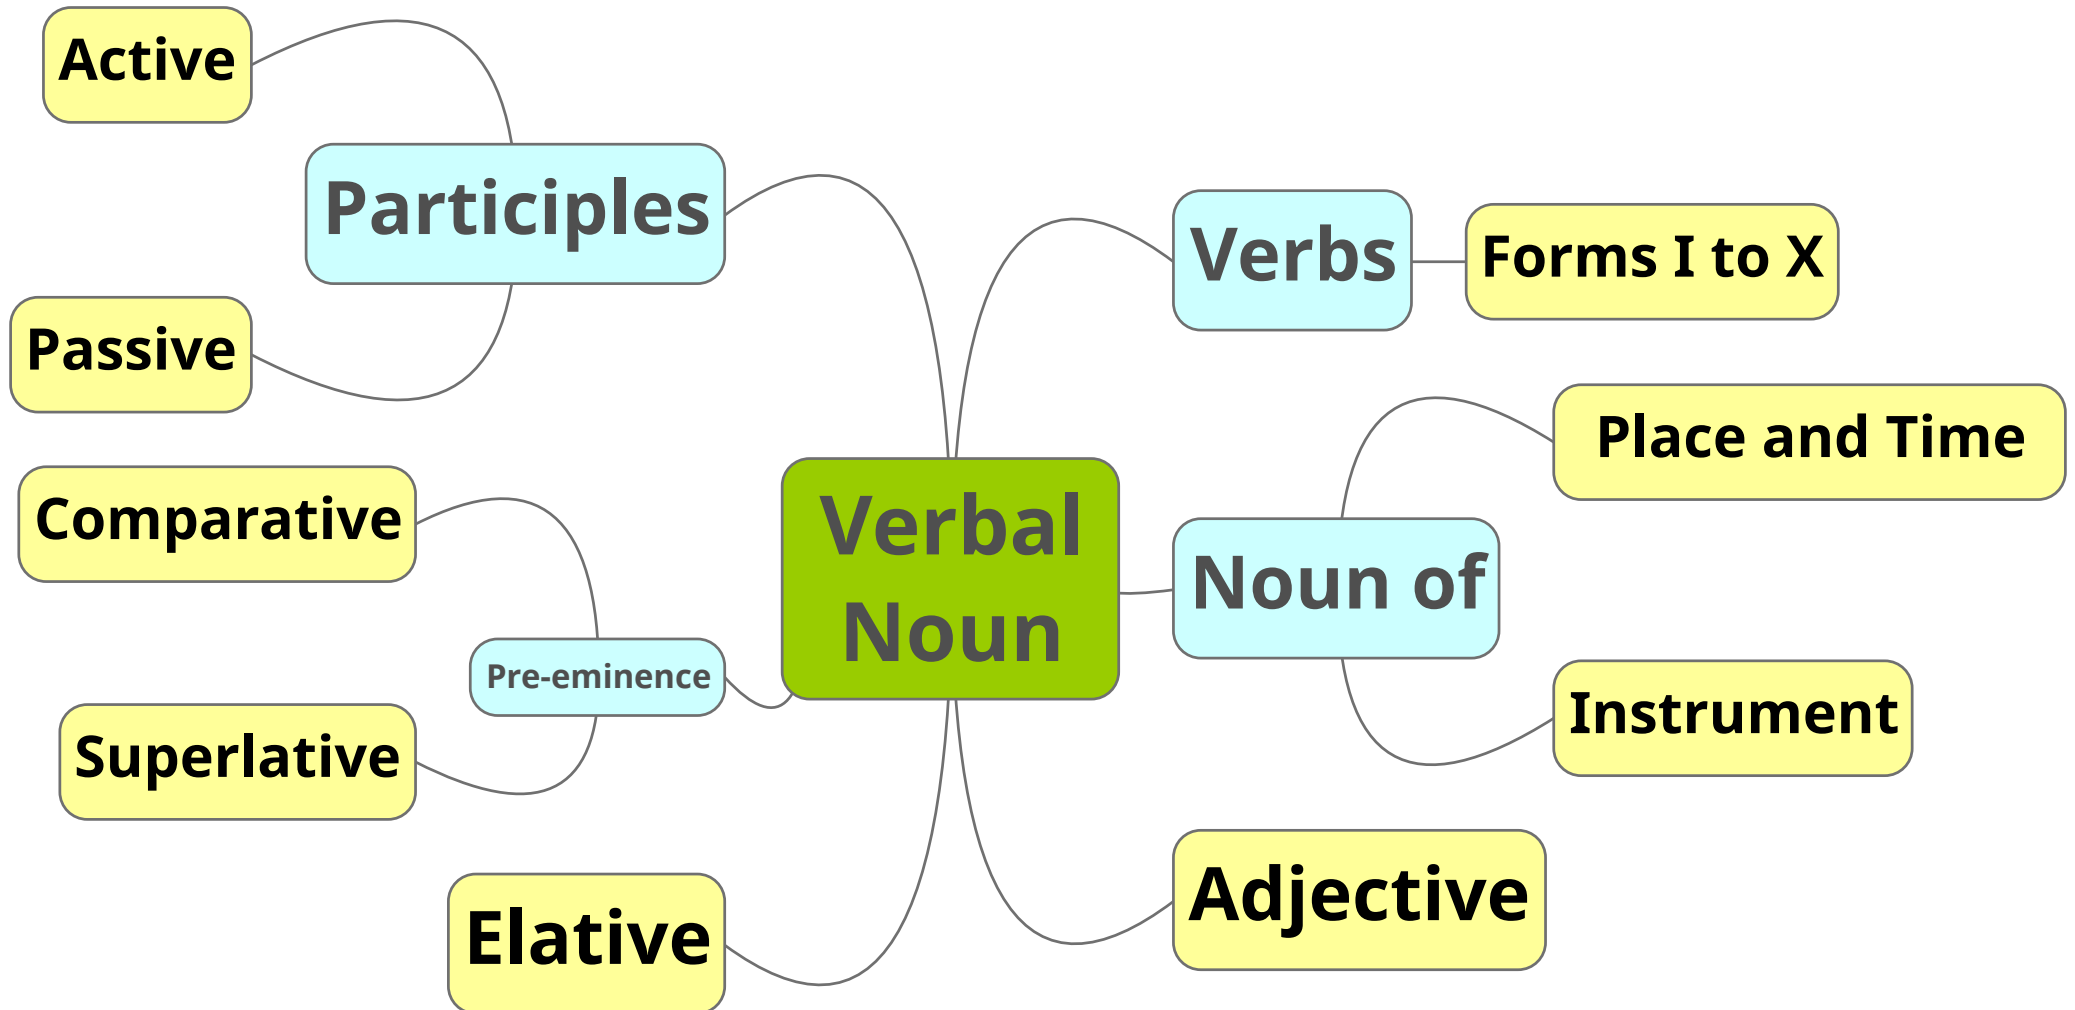 Active
Participles
Passive
Comparative
Pre-eminence
Superlative
Elative
Verbal
Noun
Verbs
Forms I to X
Place and Time
Noun of
Instrument
Adjective